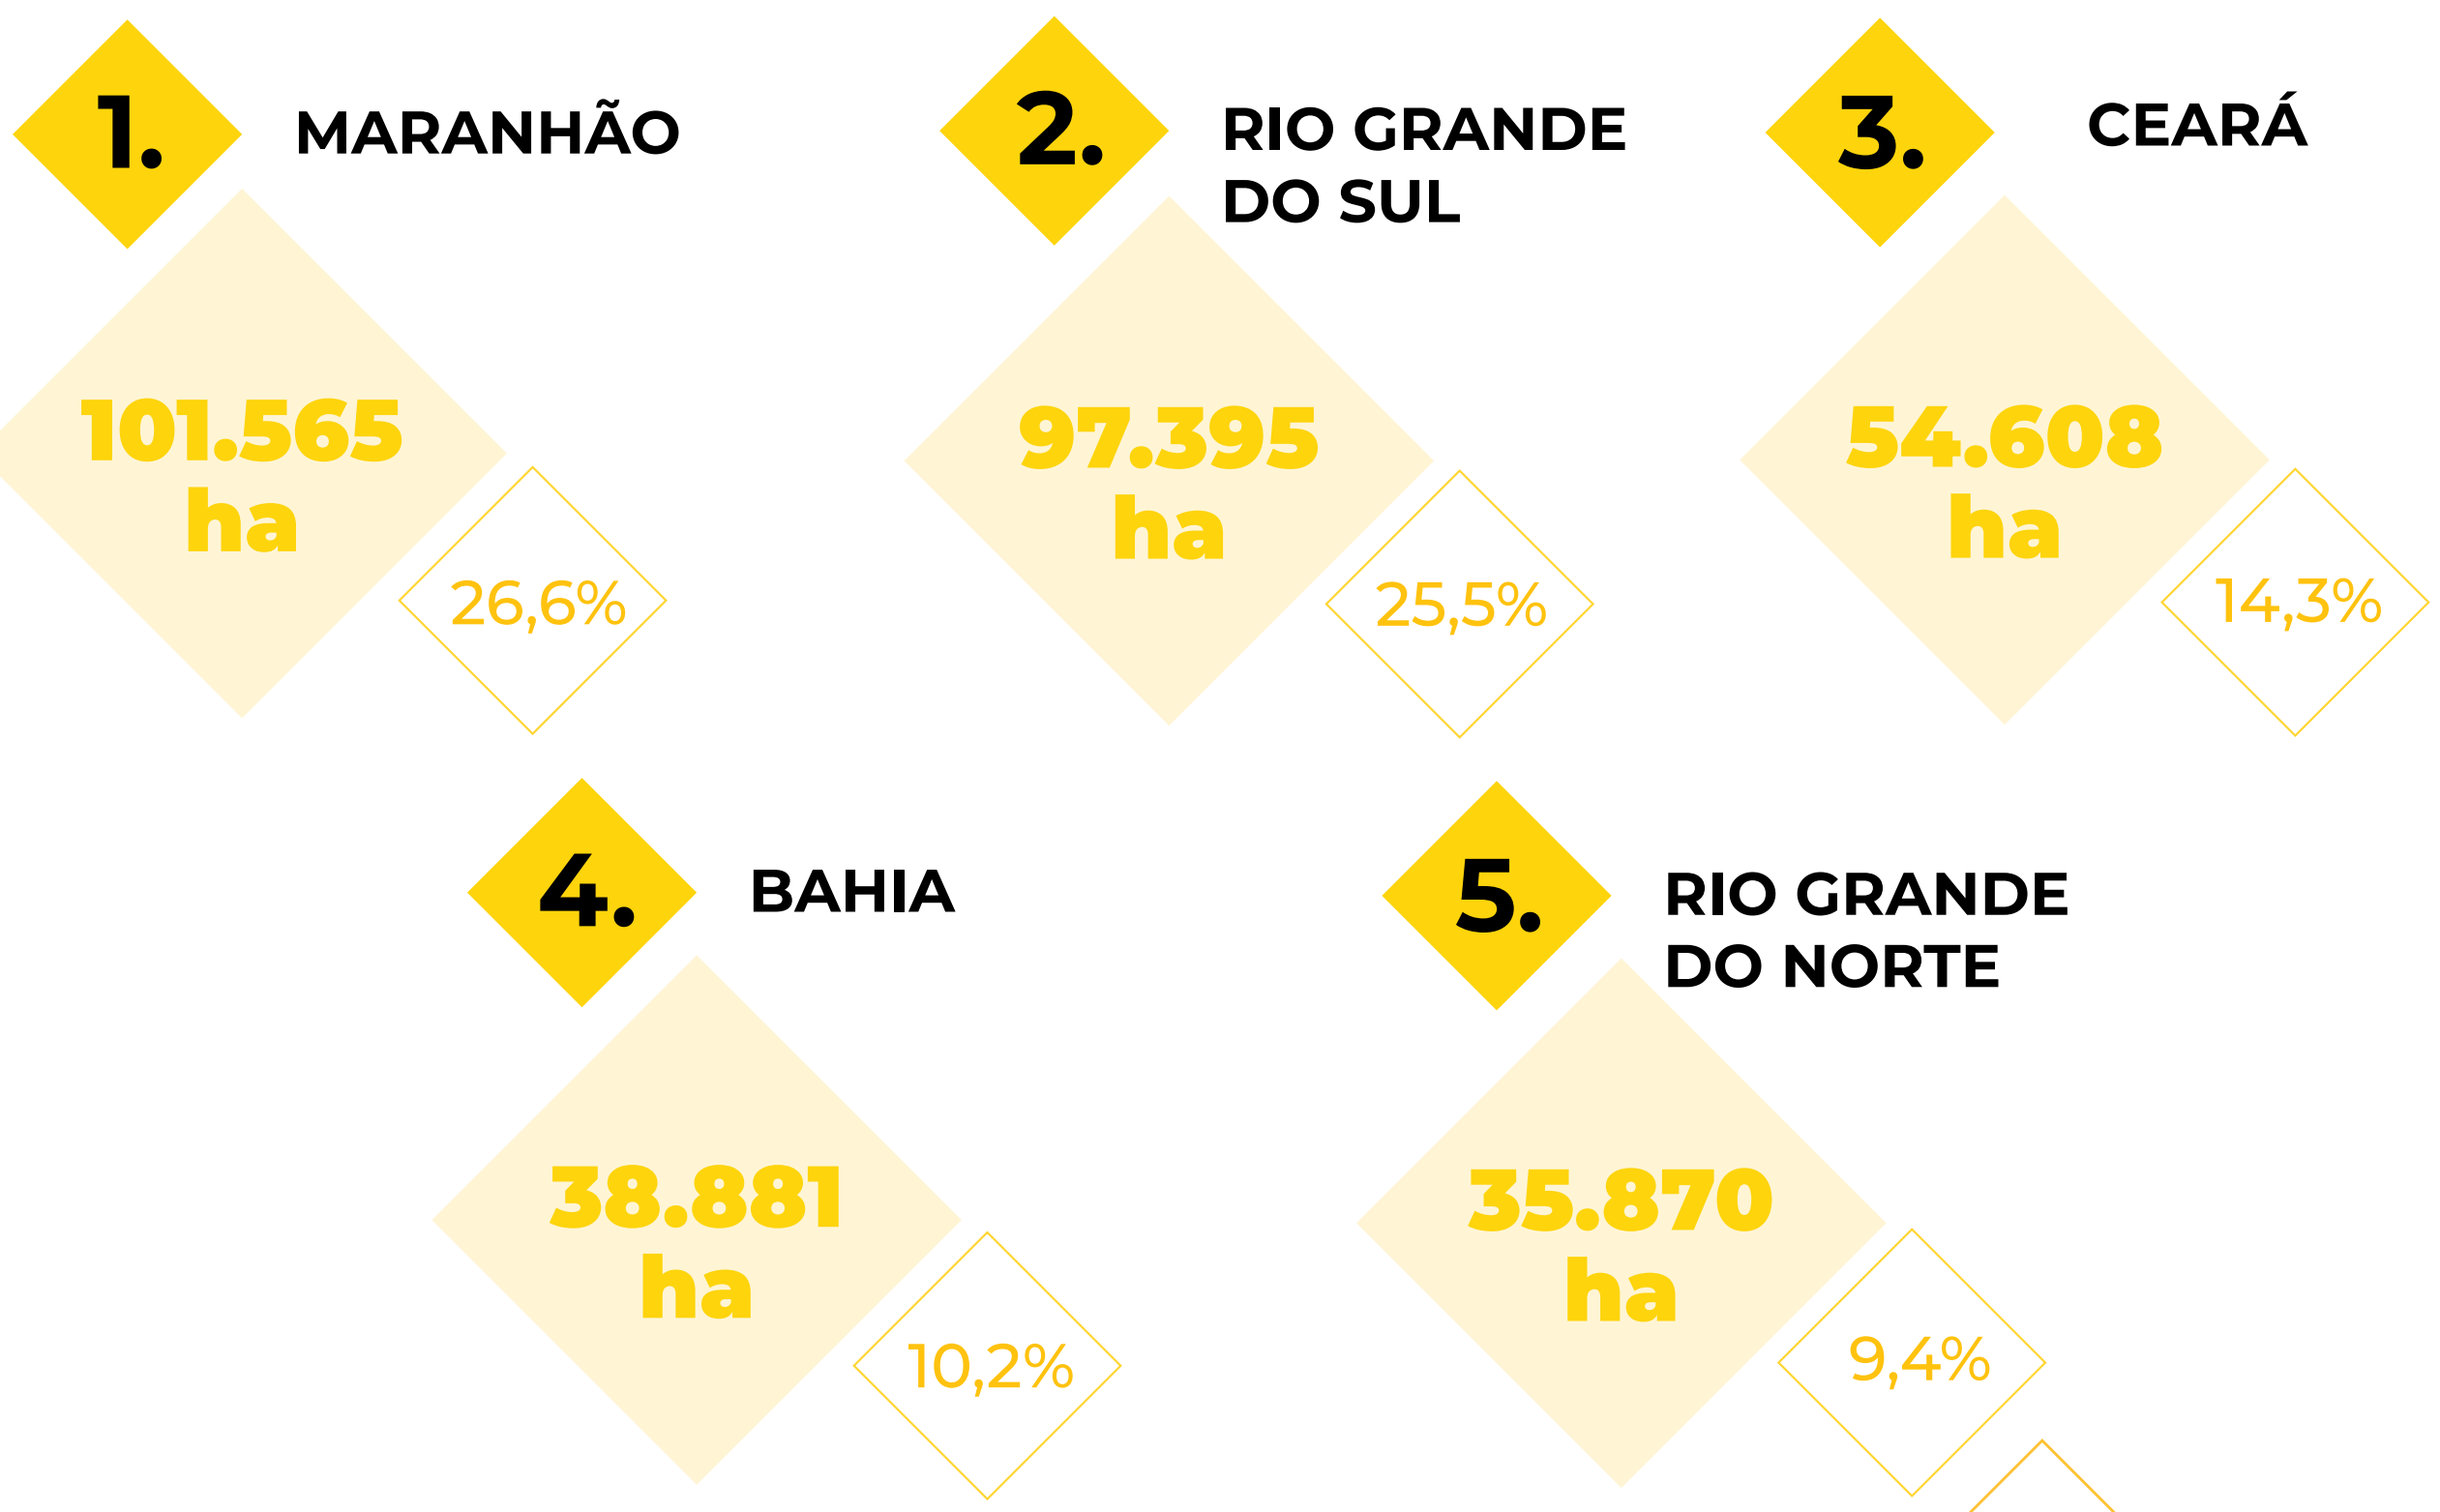 1.
MARANHÃO
101.565
ha
26,6%
2.
RIO GRANDE
DO SUL
97.395
ha
25,5%
3.
CEARÁ
54.608
ha
14,3%
4.
BAHIA
38.881
ha
10,2%
5.
RIO GRANDE
DO NORTE
35.870
ha
9,4%